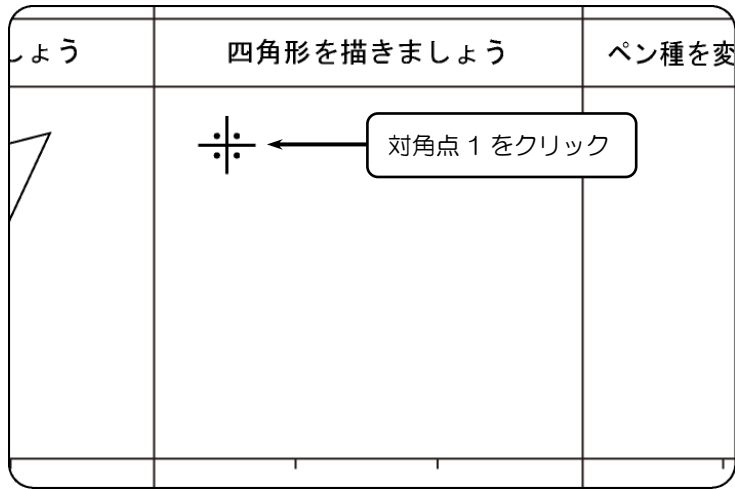 しょう
四角形を描きましょう
ペン種を変
対角点 1 をクリック